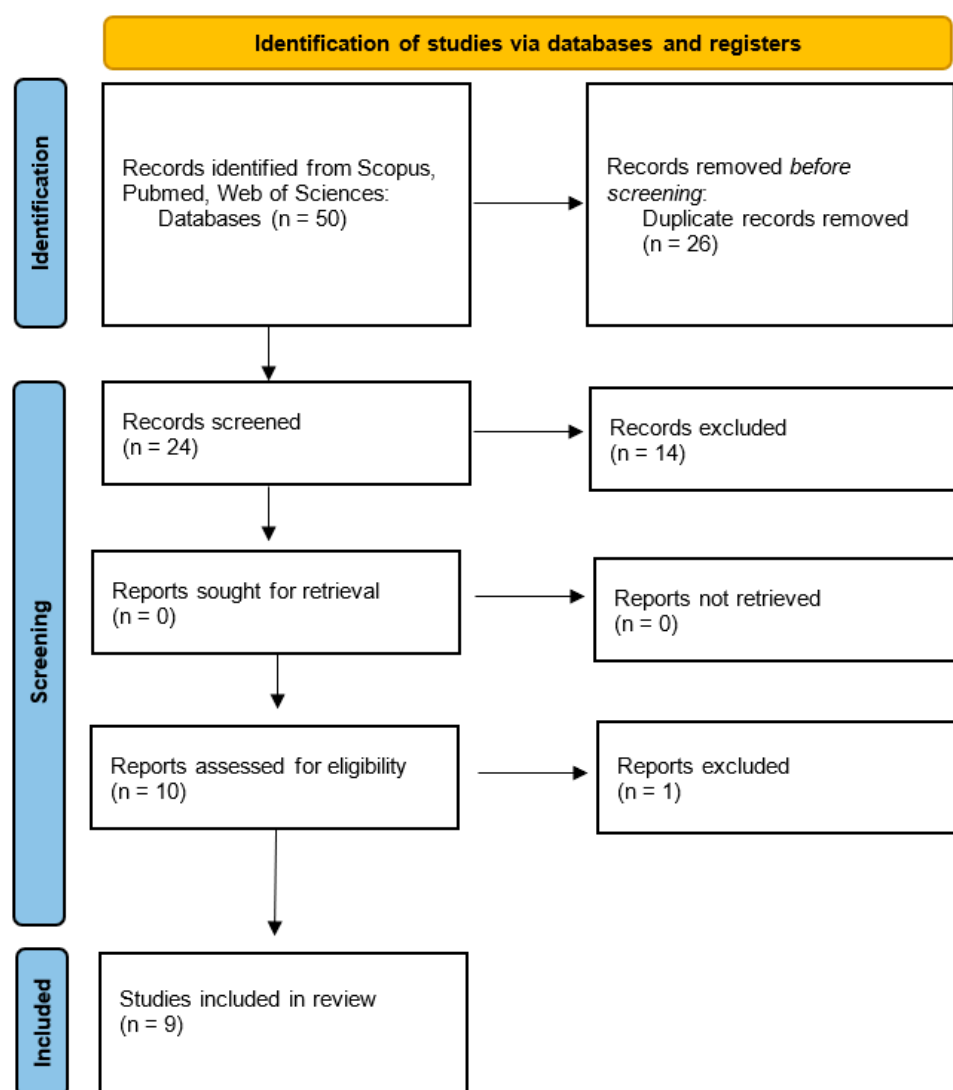 Identification of studies via databases and registers
Identification
Records identified from Scopus,
Pubmed, Web of Sciences:
Databases (n = 50)
Records removed before
screening:
Duplicate records removed
(n = 26)
Screening
Records screened
(n = 24)
Records excluded
(n = 14)
Reports sought for retrieval
(n = 0)
Reports not retrieved
(n = 0)
Reports assessed for eligibility
(n = 10)
Reports excluded
(n = 1)
Included
Studies included in review
(n = 9)